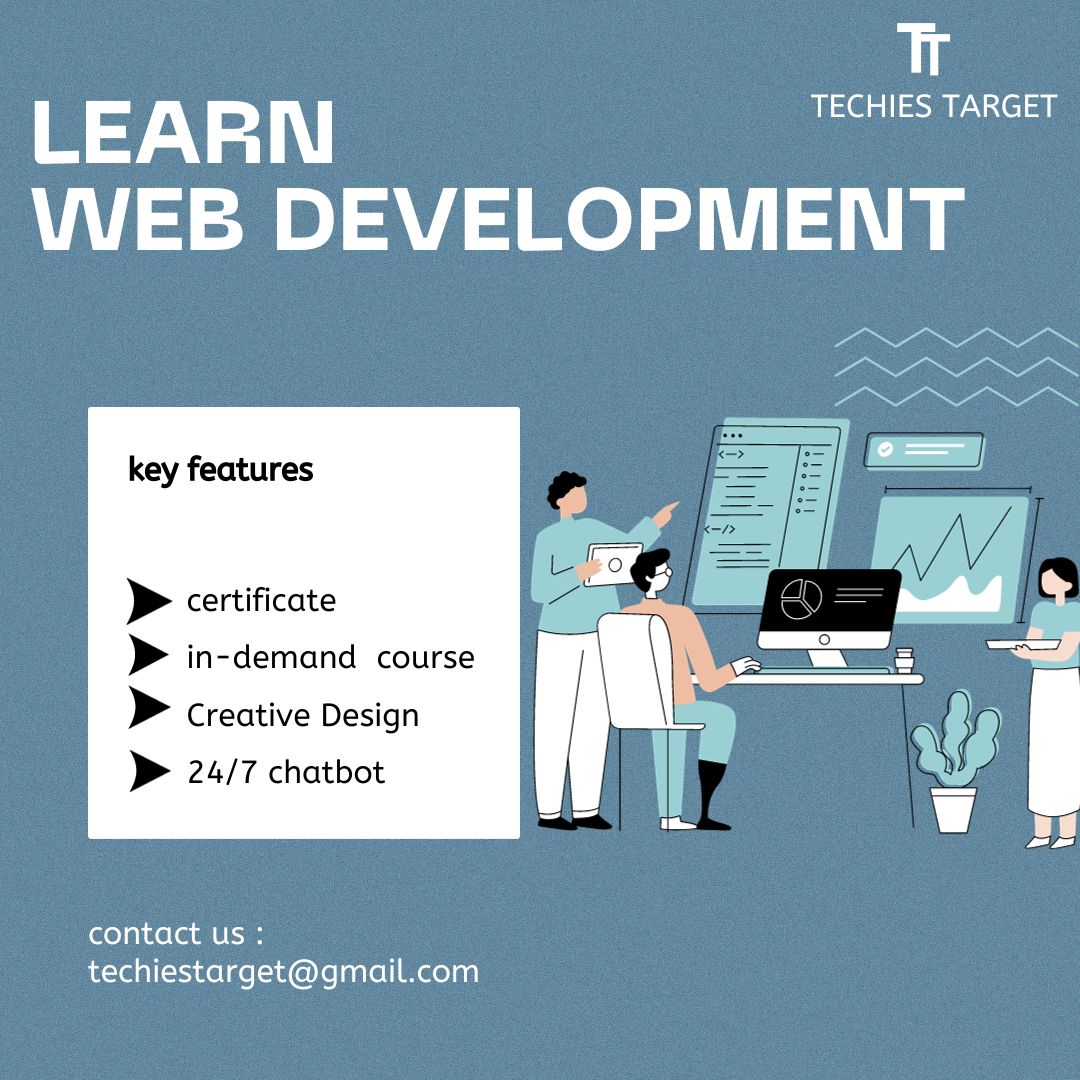 TT
TECHIES TARGET
LEARN
WEB DEVELOPMENT
key features
certificate
in-demand  course
Creative Design
24/7 chatbot
contact us :
techiestarget@gmail.com